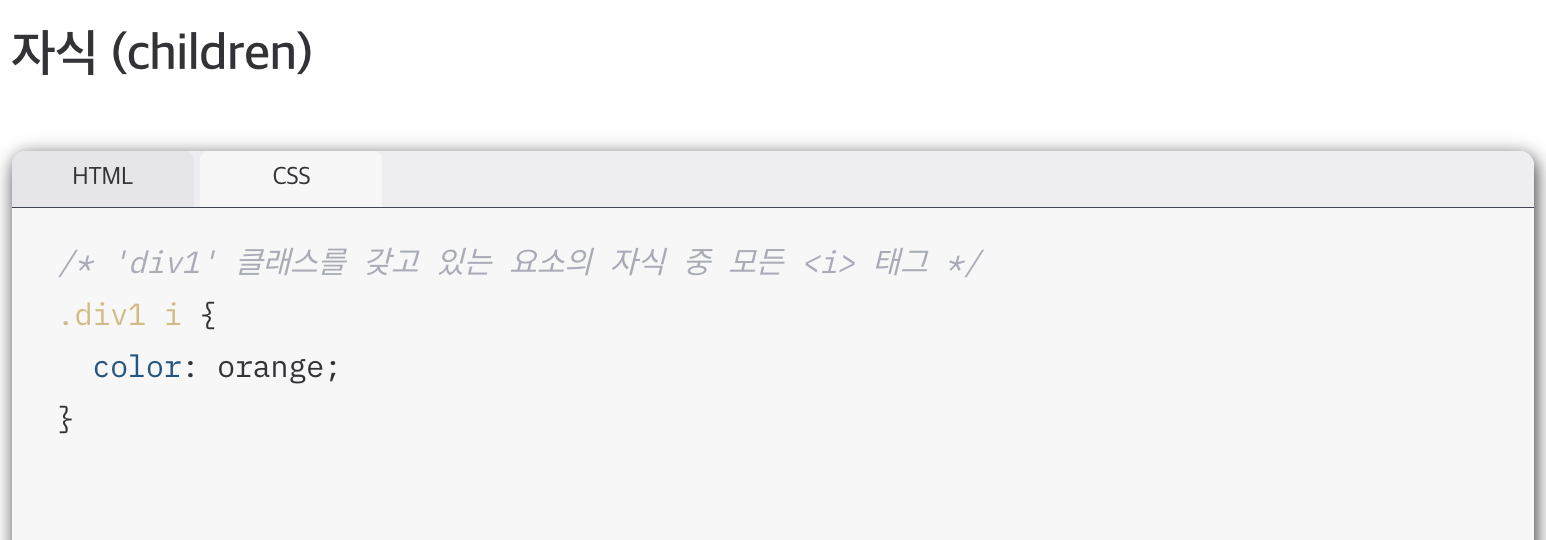 자식 (children)
HTML CSS
/* 'div1' 클래스를 갖고 있는 요소의 자식 중 모든 <i> 태그 */
.div1 i {
  color: orange;
}